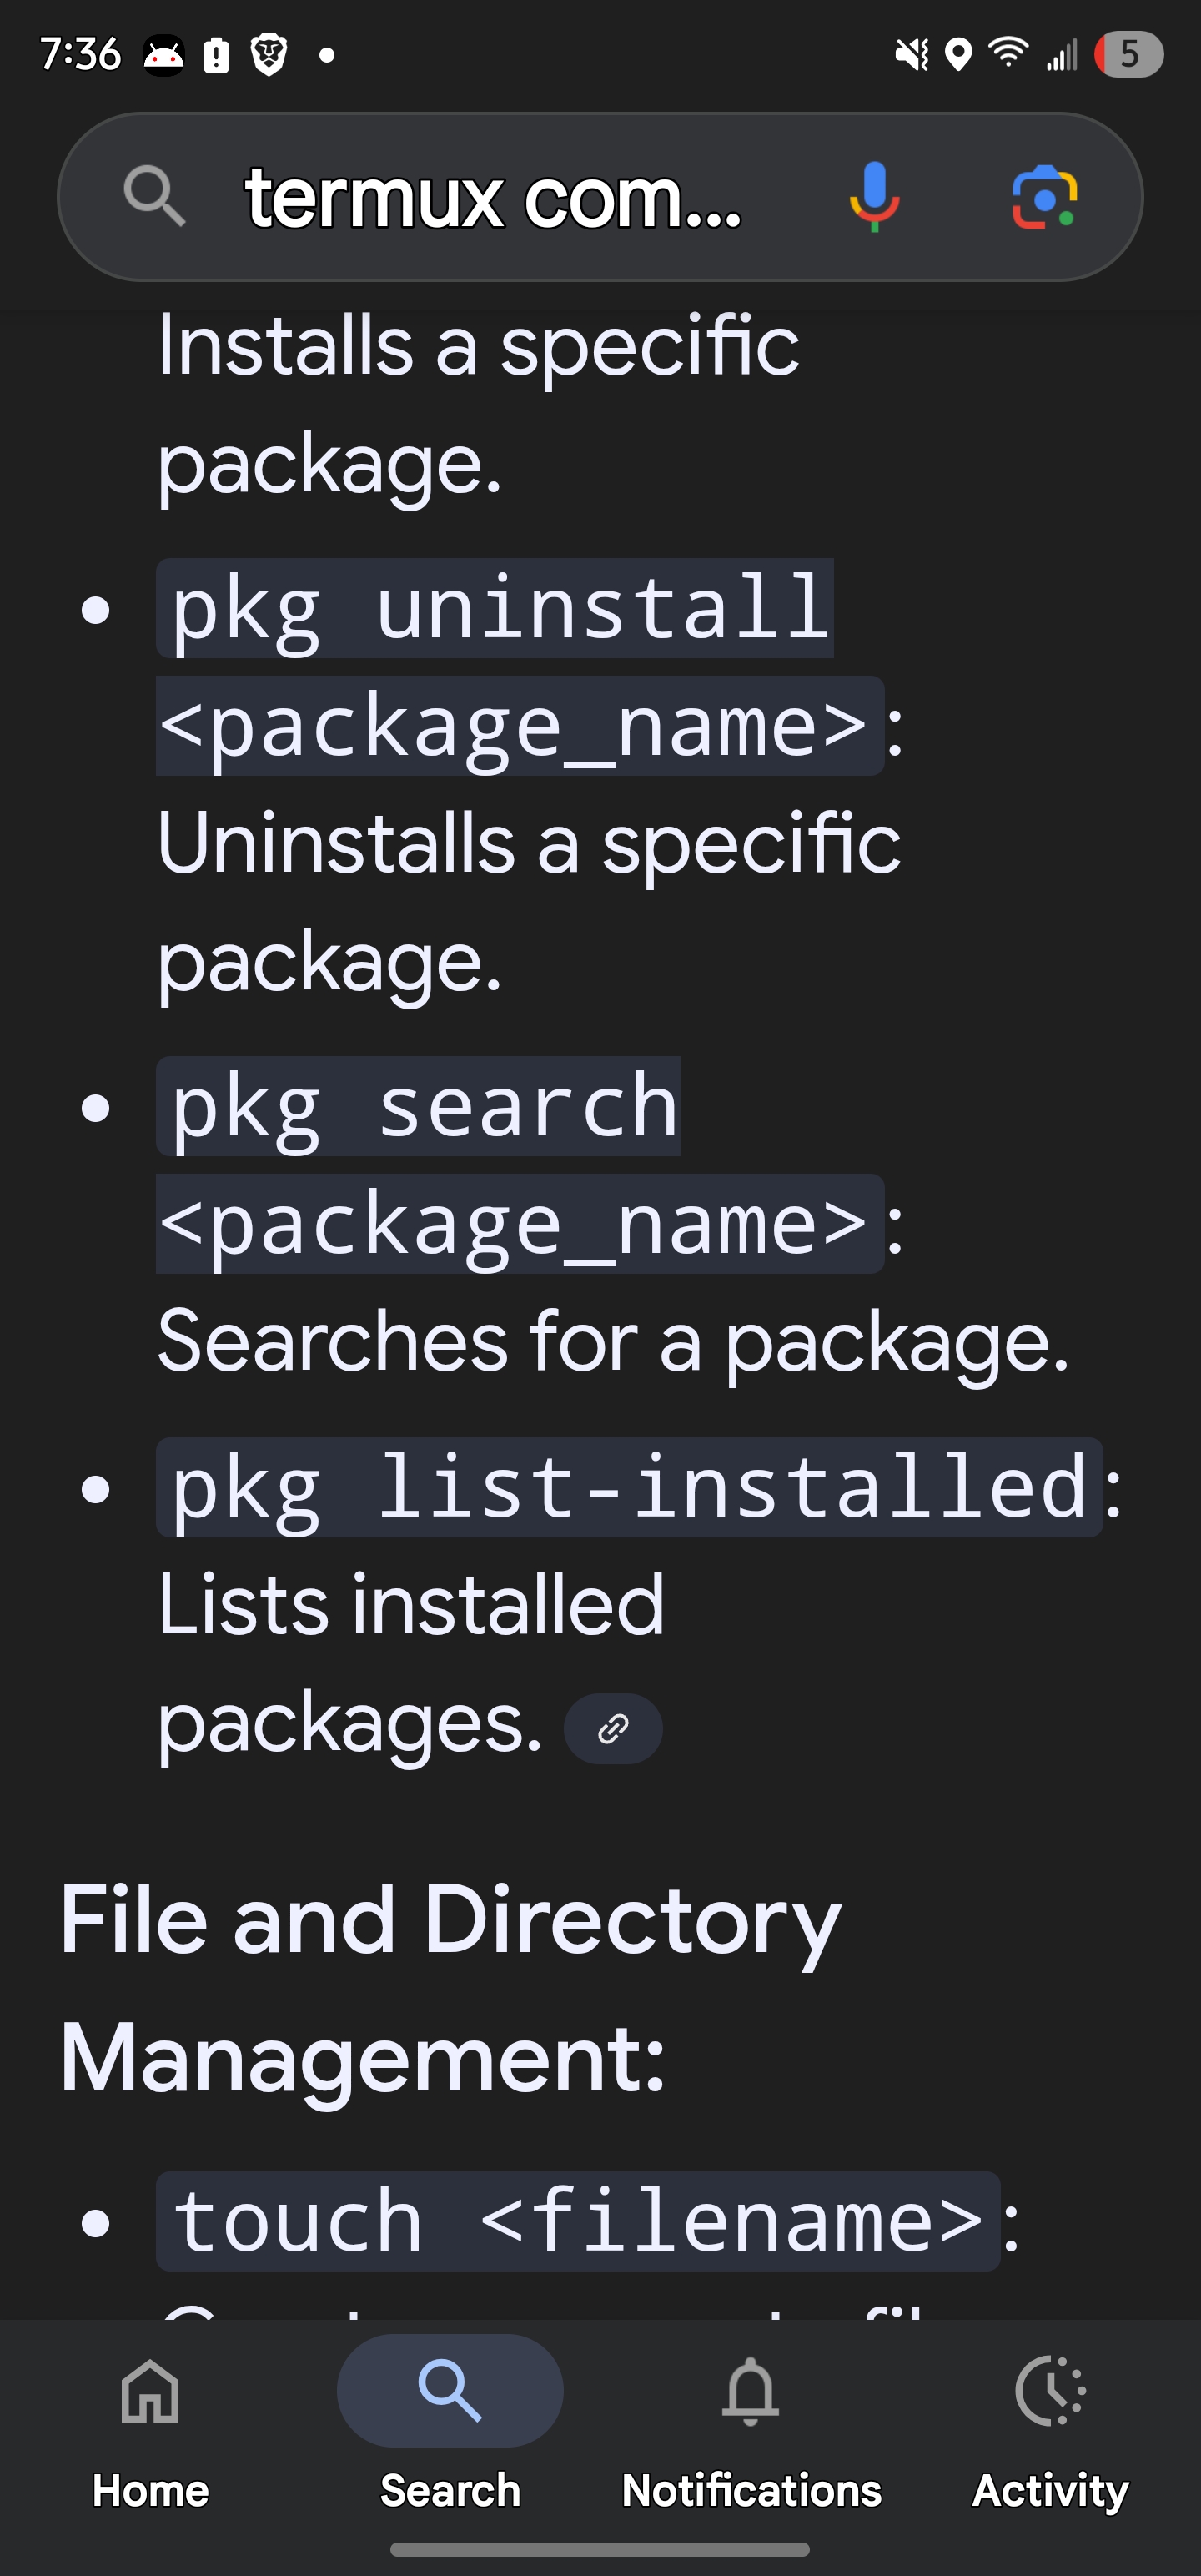 7:36
5
termux com...
Installs a specific
package.
pkg uninstall
<package_name>:
Uninstalls a specific
package.
pkg search
<package_name>:
Searches for a package.
pkg list-installed:
Lists installed
packages.
File and Directory
Management:
touch <filename>:
Home
Search
Notifications
Activity